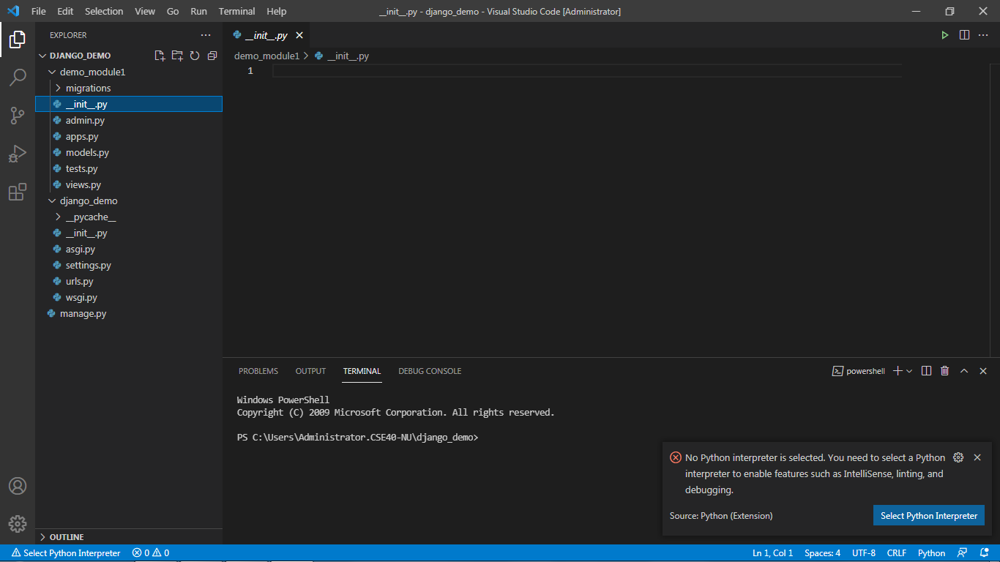 File Edit Selection View Go Run Terminal Help
__init__.py - django_demo - Visual Studio Code [Administrator]
EXPLORER
DJANGO_DEMO
demo_module1
migrations
__init__.py
admin.py
apps.py
models.py
tests.py
views.py
django_demo
__pycache__
__init__.py
asgi.py
settings.py
urls.py
wsgi.py
manage.py
OUTLINE
__init__.py
demo_module1 > __init__.py
1
PROBLEMS OUTPUT TERMINAL DEBUG CONSOLE
powershell
Windows PowerShell
Copyright (C) 2009 Microsoft Corporation. All rights reserved.
PS C:\Users\Administrator.CSE40-NU\django_demo>
No Python interpreter is selected. You need to select a Python
interpreter to enable features such as IntelliSense, linting, and
debugging.
Source: Python (Extension)
Select Python Interpreter
Select Python Interpreter 0 0
Ln 1, Col 1 Spaces: 4 UTF-8 CRLF Python